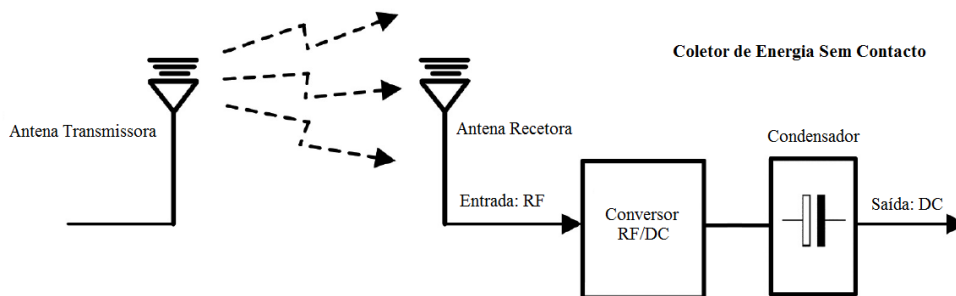 Coletor de Energia Sem Contacto
Antena Transmissora
Antena Recetora
Condensador
Entrada: RF
Conversor
RF/DC
Saída: DC